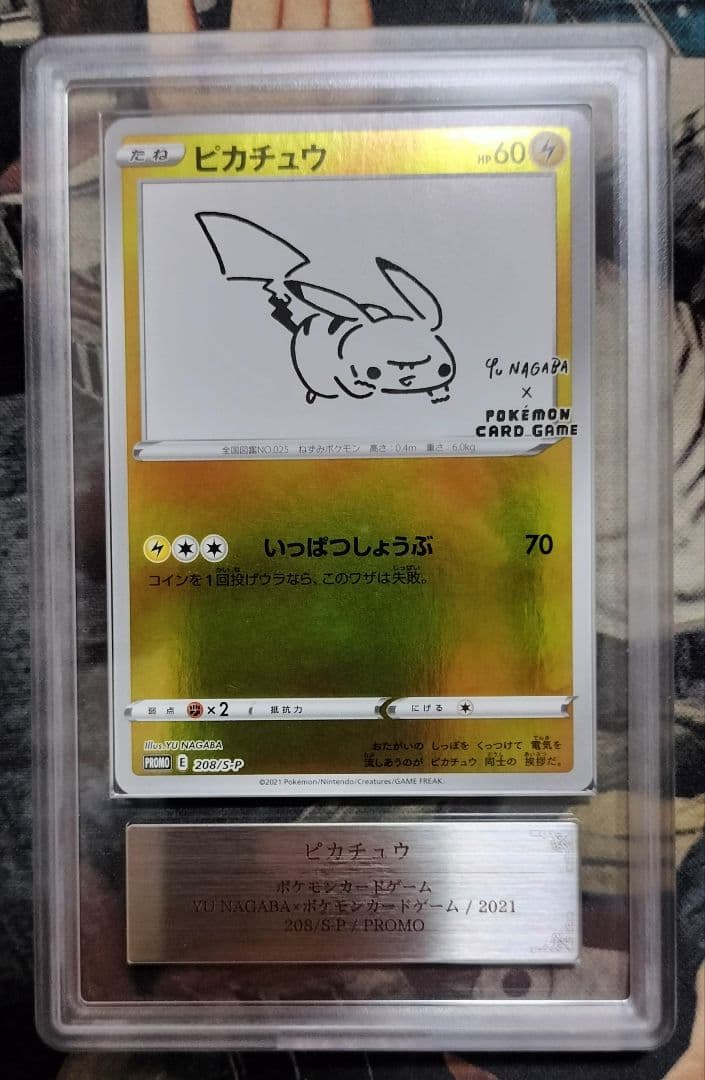 たね ピカチュウ HP 60
YU NAGABA
×
POKÉMON
CARD GAME
全国図鑑NO.025 ねずみポケモン 高さ:0.4m 重さ:6.0kg
いっぱつしょうぶ 70
コインを1回投げウラなら、このワザは失敗。
弱点 ×2 抵抗力 にげる
Illus. YU NAGABA
PROMO E 208/S-P
おたがいの しっぽを くっつけて 電気を
流しあうのが ピカチュウ 同士の 挨拶だ。
©2021 Pokémon/Nintendo/Creatures/GAME FREAK.
ピカチュウ
ポケモンカードゲーム
YU NAGABA×ポケモンカードゲーム / 2021
208/S-P / PROMO